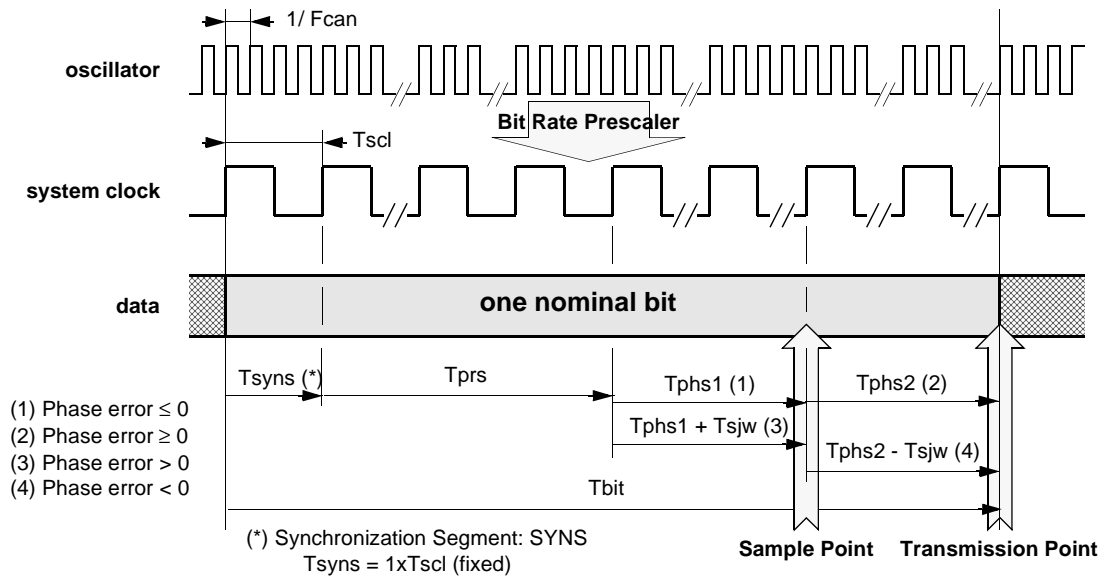 1/ Fcan
oscillator
Bit Rate Prescaler
Tscl
system clock
data
one nominal bit
Tsyns (*)
Tprs
Tphs1 (1)
Tphs2 (2)
(1) Phase error ≤ 0
(2) Phase error ≥ 0
(3) Phase error > 0
(4) Phase error < 0
Tphs1 + Tsjw (3)
Tphs2 - Tsjw (4)
Tbit
(*) Synchronization Segment: SYNS
Tsyns = 1xTscl (fixed)
Sample Point
Transmission Point